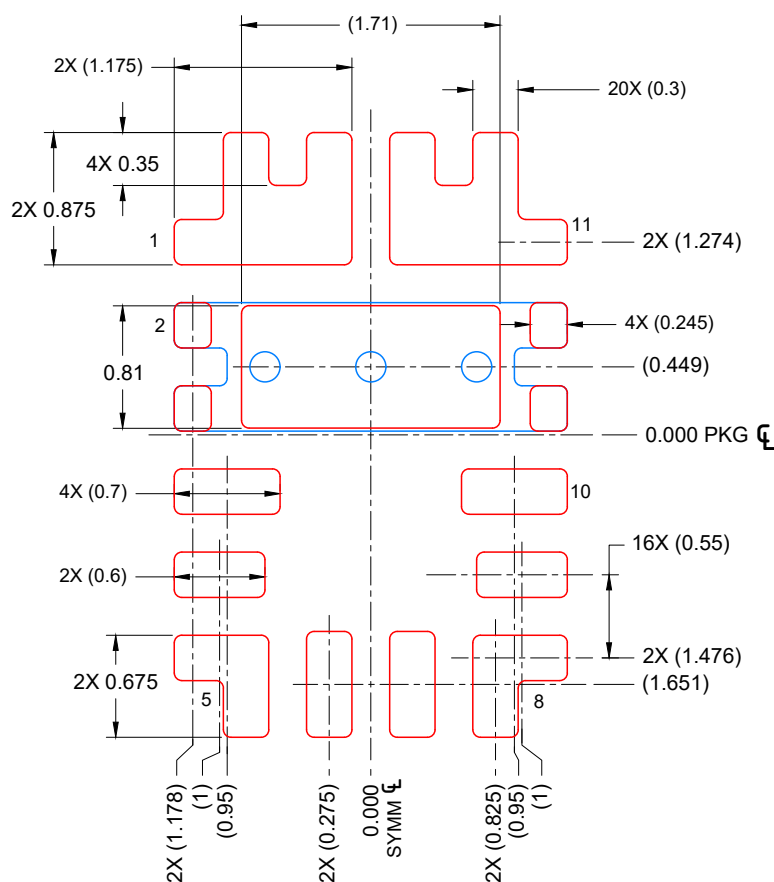 (1.71)
2X (1.175)
20X (0.3)
4X 0.35
2X 0.875
1
11
2X (1.274)
2
4X (0.245)
0.81
(0.449)
0.000 PKG ℄
4X (0.7)
10
16X (0.55)
2X (0.6)
2X (1.476)
2X 0.675
5
8
(1.651)
2X (1.178)
(1)
(0.95)
2X (0.275)
0.000
SYMM ℄
2X (0.825)
(0.95)
(1)